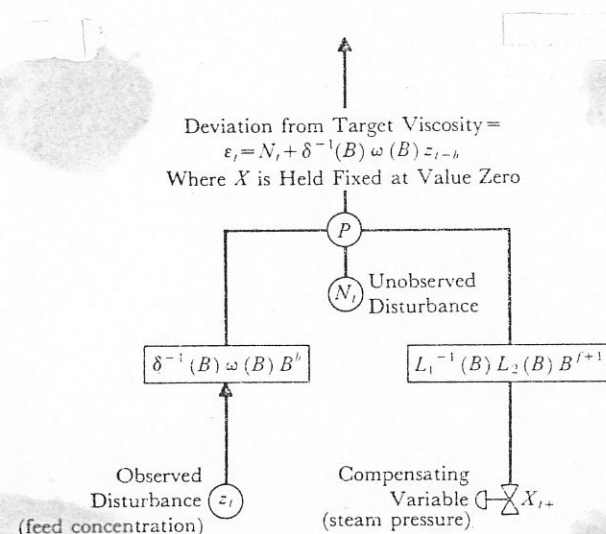 Deviation from Target Viscosity=
ε_t = N_t + δ⁻¹(B) ω (B) z_{t-b}
Where X is Held Fixed at Value Zero
P
N_t
Unobserved
Disturbance
δ⁻¹ (B) ω (B) B^b
L₁⁻¹ (B) L₂ (B) B^{f+1}
Observed
Disturbance
(feed concentration)
z_t
Compensating
Variable
(steam pressure)
X_{t+}